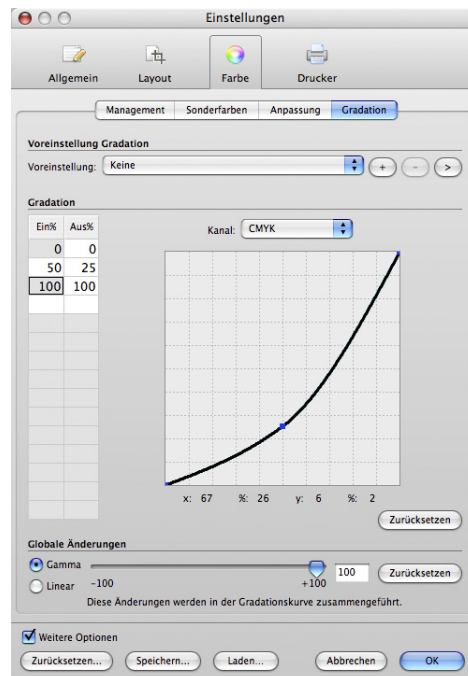 Einstellungen
Allgemein Layout Farbe Drucker
Management Sonderfarben Anpassung Gradation
Voreinstellung Gradation
Voreinstellung: Keine + - >
Gradation
Ein% Aus% Kanal: CMYK
0 0
50 25
100 100
x: 67 %: 26 y: 6 %: 2
Zurücksetzen
Globale Änderungen
Gamma 100 Zurücksetzen
Linear -100 +100
Diese Änderungen werden in der Gradationskurve zusammengeführt.
Weitere Optionen
Zurücksetzen... Speichern... Laden... Abbrechen OK